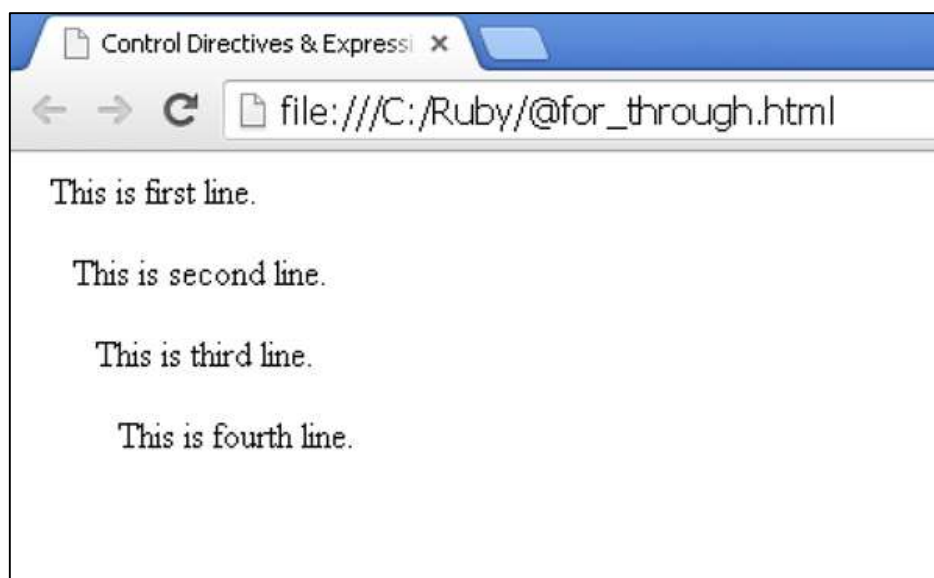 Control Directives & Expressi
file:///C:/Ruby/@for_through.html
This is first line.
This is second line.
This is third line.
This is fourth line.